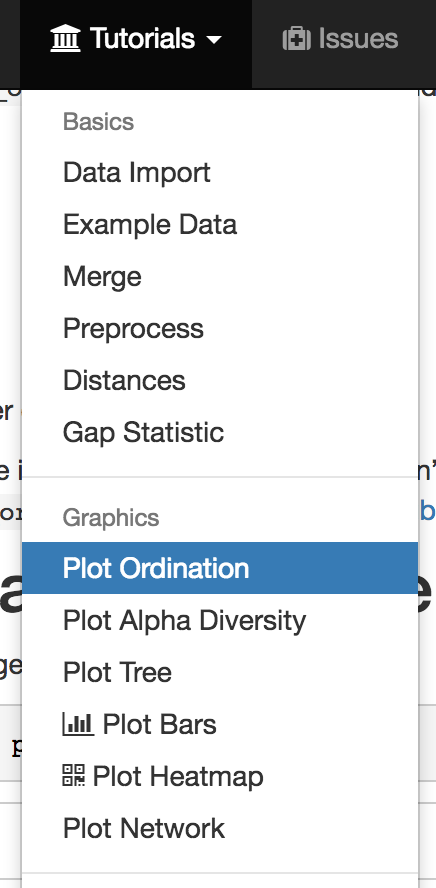 Tutorials
Issues
Basics
Data Import
Example Data
Merge
Preprocess
Distances
Gap Statistic
Graphics
Plot Ordination
Plot Alpha Diversity
Plot Tree
Plot Bars
Plot Heatmap
Plot Network